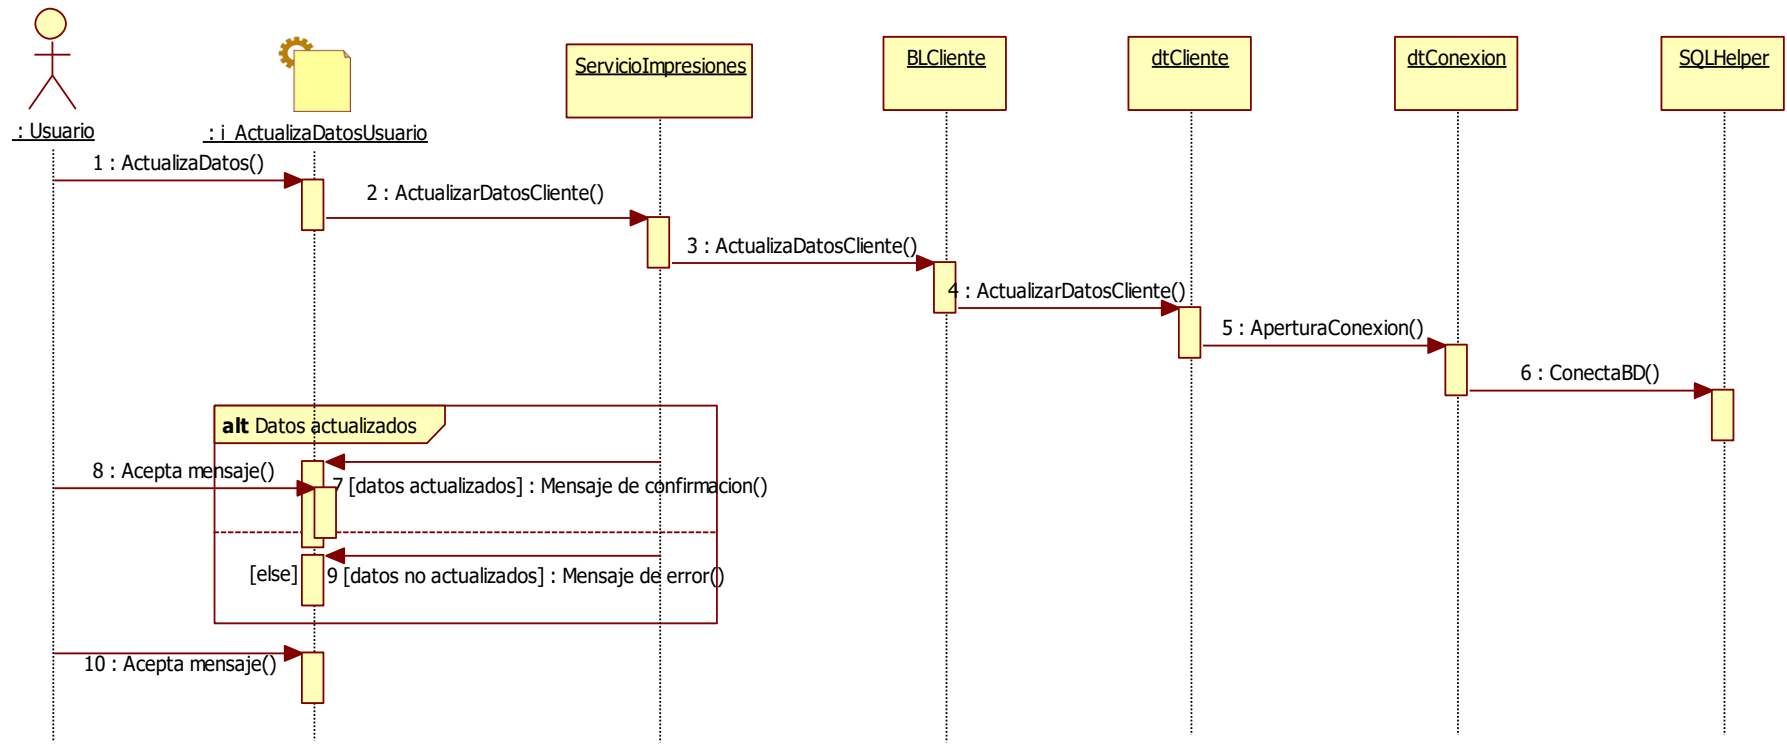 : Usuario
: i_ActualizaDatosUsuario
ServicioImpresiones
BLCliente
dtCliente
dtConexion
SQLHelper
1 : ActualizaDatos()
2 : ActualizarDatosCliente()
3 : ActualizaDatosCliente()
4 : ActualizarDatosCliente()
5 : AperturaConexion()
6 : ConectaBD()
alt Datos actualizados
8 : Acepta mensaje()
7 [datos actualizados] : Mensaje de confirmacion()
[else]
9 [datos no actualizados] : Mensaje de error()
10 : Acepta mensaje()